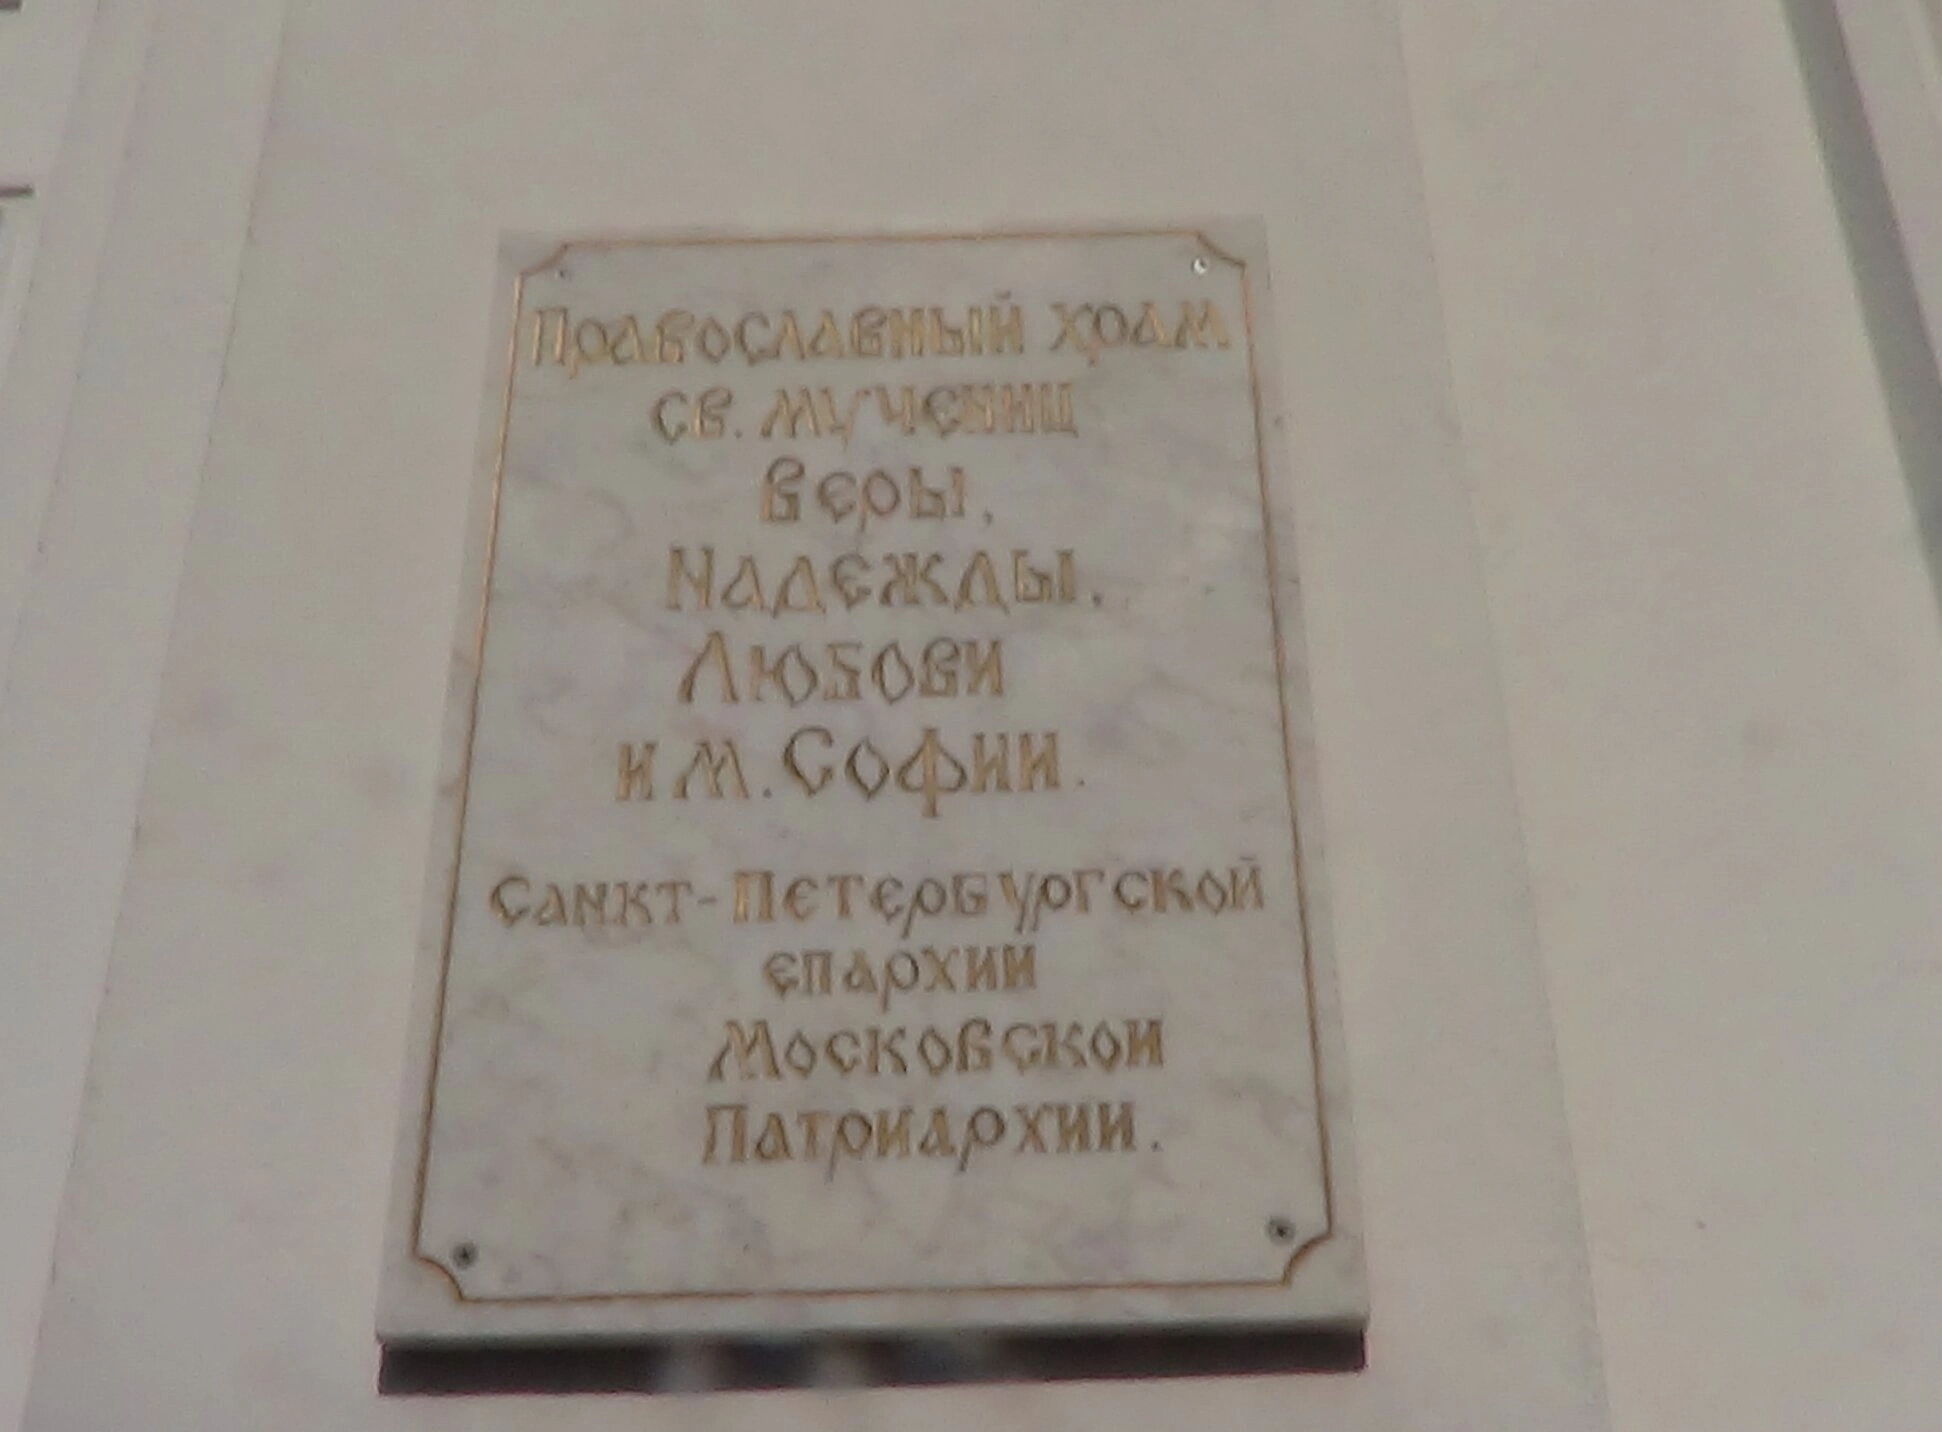 Православный храм
св. мучениц
Веры,
Надежды,
Любови
и м. Софии.
Санкт-Петербургской
епархии
Московской
Патриархии.